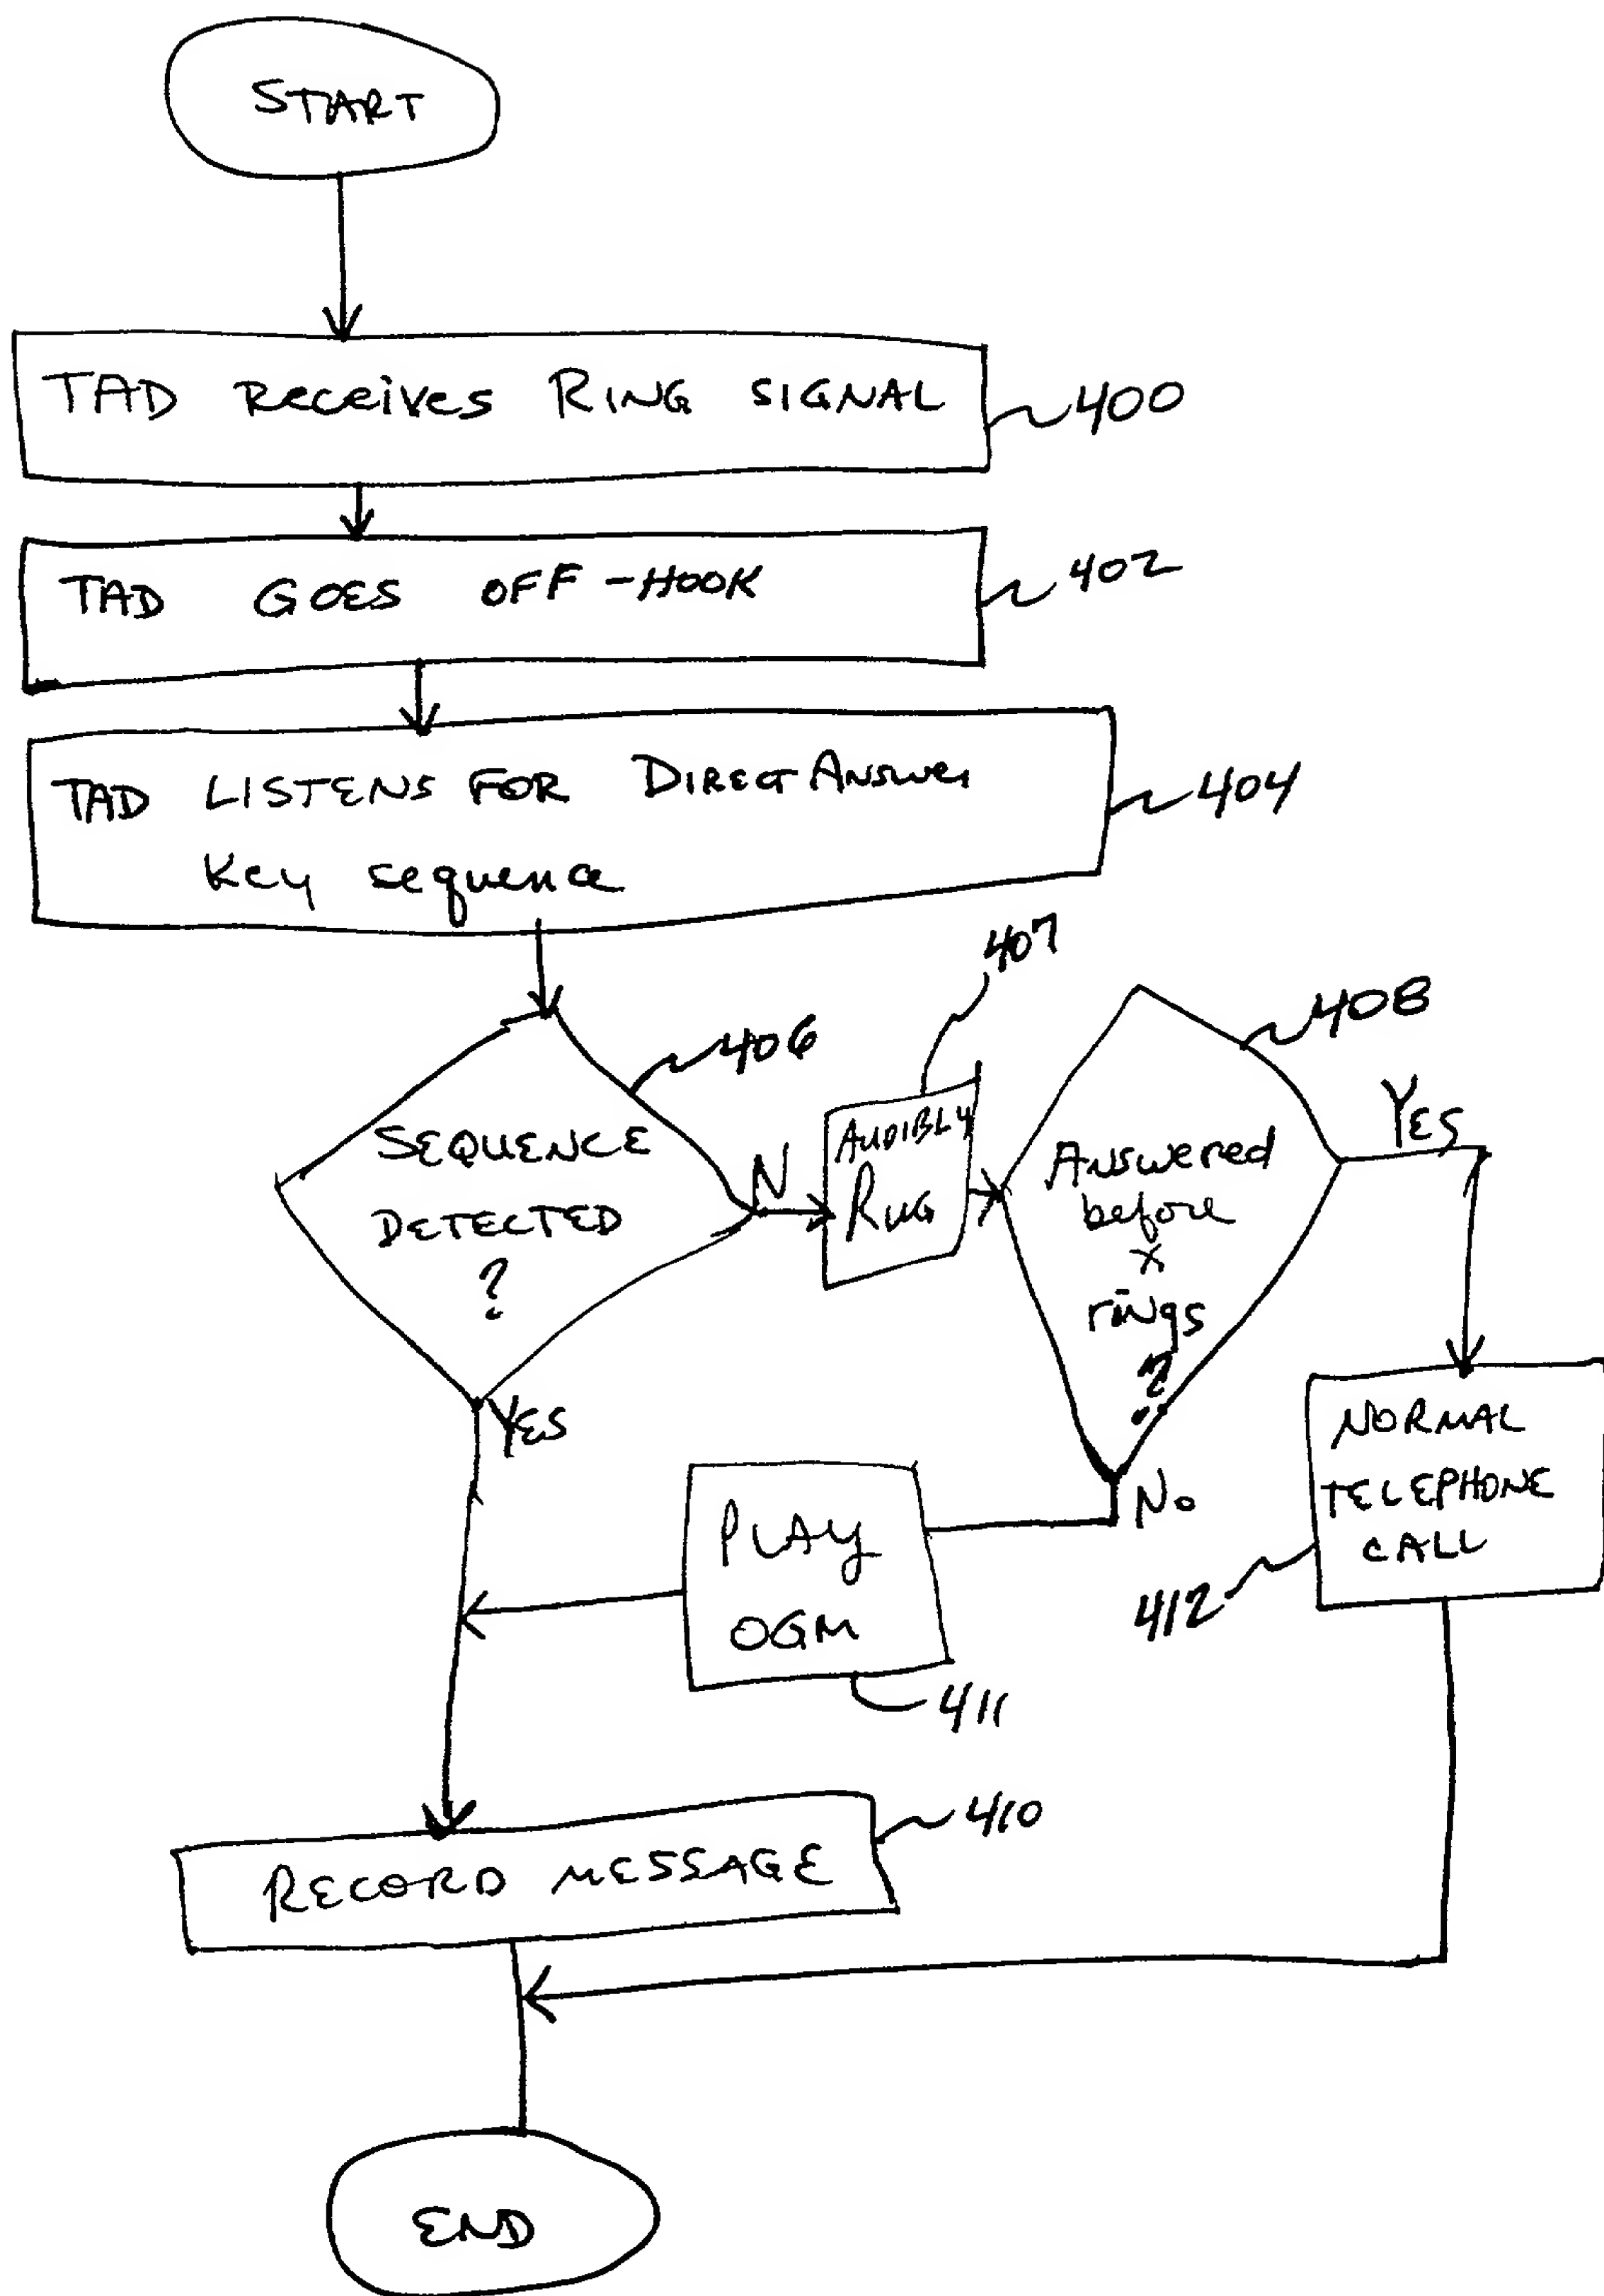 START
TAD Receives RING SIGNAL
400
TAD GOES OFF-HOOK
402
TAD LISTENS FOR DIRECT ANSWER
Key sequence
404
406
SEQUENCE
DETECTED
?
N
YES
407
AUDIBLY
RING
408
Answered
before
x
rings
?
YES
No
NORMAL
TELEPHONE
CALL
412
PLAY
OGM
411
RECORD MESSAGE
410
END